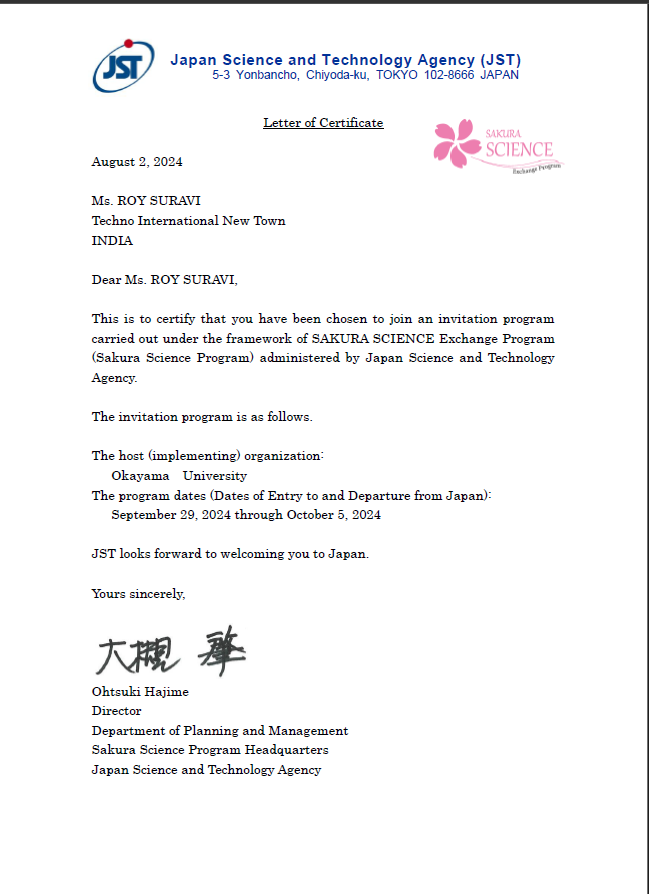 JST
Japan Science and Technology Agency (JST)
5-3 Yonbancho, Chiyoda-ku, TOKYO 102-8666 JAPAN
Letter of Certificate
SAKURA
SCIENCE
Exchange Program
August 2, 2024
Ms. ROY SURAVI
Techno International New Town
INDIA
Dear Ms. ROY SURAVI,
This is to certify that you have been chosen to join an invitation program
carried out under the framework of SAKURA SCIENCE Exchange Program
(Sakura Science Program) administered by Japan Science and Technology
Agency.
The invitation program is as follows.
The host (implementing) organization:
Okayama University
The program dates (Dates of Entry to and Departure from Japan):
September 29, 2024 through October 5, 2024
JST looks forward to welcoming you to Japan.
Yours sincerely,
大槻 肇
Ohtsuki Hajime
Director
Department of Planning and Management
Sakura Science Program Headquarters
Japan Science and Technology Agency